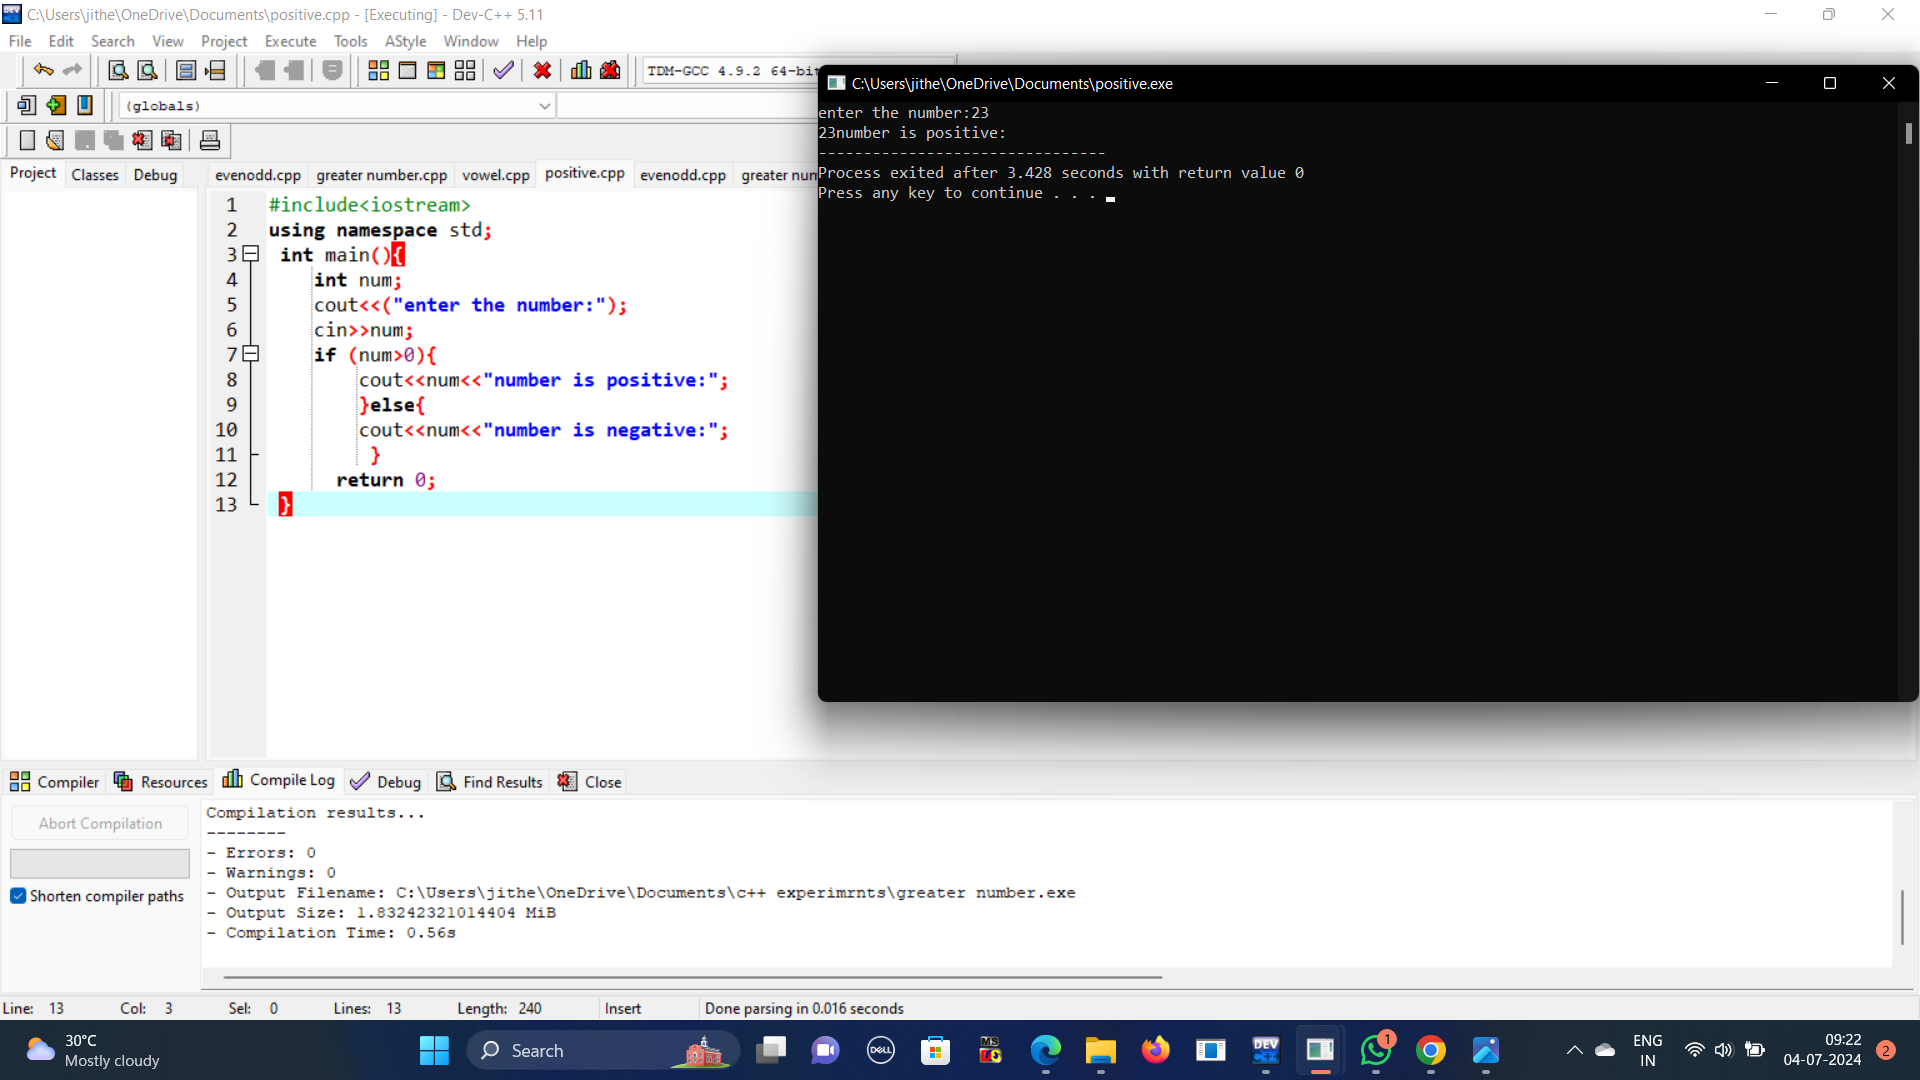 C:\Users\jithe\OneDrive\Documents\positive.cpp - [Executing] - Dev-C++ 5.11
File Edit Search View Project Execute Tools AStyle Window Help
TDM-GCC 4.9.2 64-bit
(globals)
Project Classes Debug
evenodd.cpp greater number.cpp vowel.cpp positive.cpp evenodd.cpp greater num
1 #include<iostream>
2 using namespace std;
3 int main(){
4 int num;
5 cout<<("enter the number:");
6 cin>>num;
7 if (num>0){
8 cout<<num<<"number is positive:";
9 }else{
10 cout<<num<<"number is negative:";
11 }
12 return 0;
13 }
C:\Users\jithe\OneDrive\Documents\positive.exe
enter the number:23
23number is positive:
--------------------------------
Process exited after 3.428 seconds with return value 0
Press any key to continue . . .
Compiler Resources Compile Log Debug Find Results Close
Abort Compilation
Shorten compiler paths
Compilation results...
--------
- Errors: 0
- Warnings: 0
- Output Filename: C:\Users\jithe\OneDrive\Documents\c++ experimrnts\greater number.exe
- Output Size: 1.83242321014404 MiB
- Compilation Time: 0.56s
Line: 13 Col: 3 Sel: 0 Lines: 13 Length: 240 Insert Done parsing in 0.016 seconds
30°C
Mostly cloudy
Search
DELL
MS
DEV
C++
1
ENG
IN
09:22
04-07-2024
2